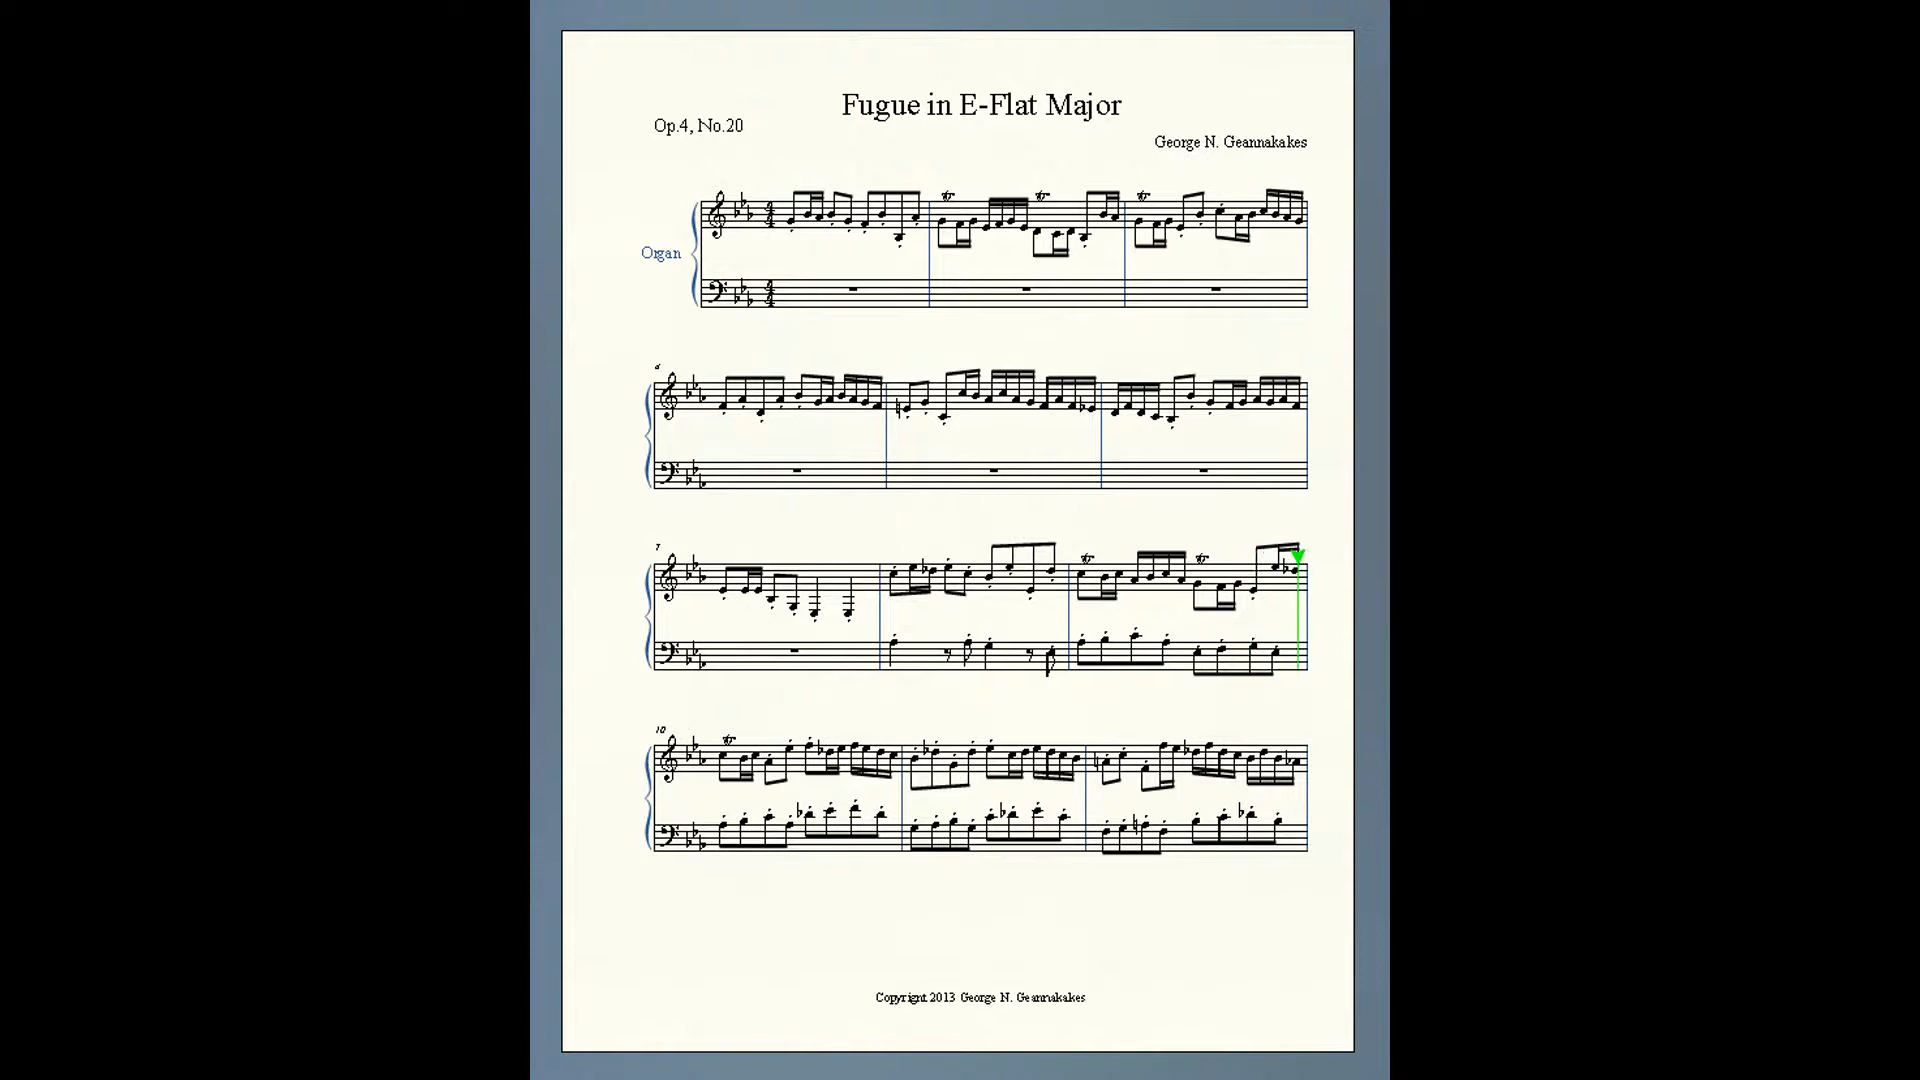 Fugue in E-Flat Major
Op.4, No.20
George N. Geannakakes
Organ
4
7
10
Copyright 2013 George N. Geannakakes